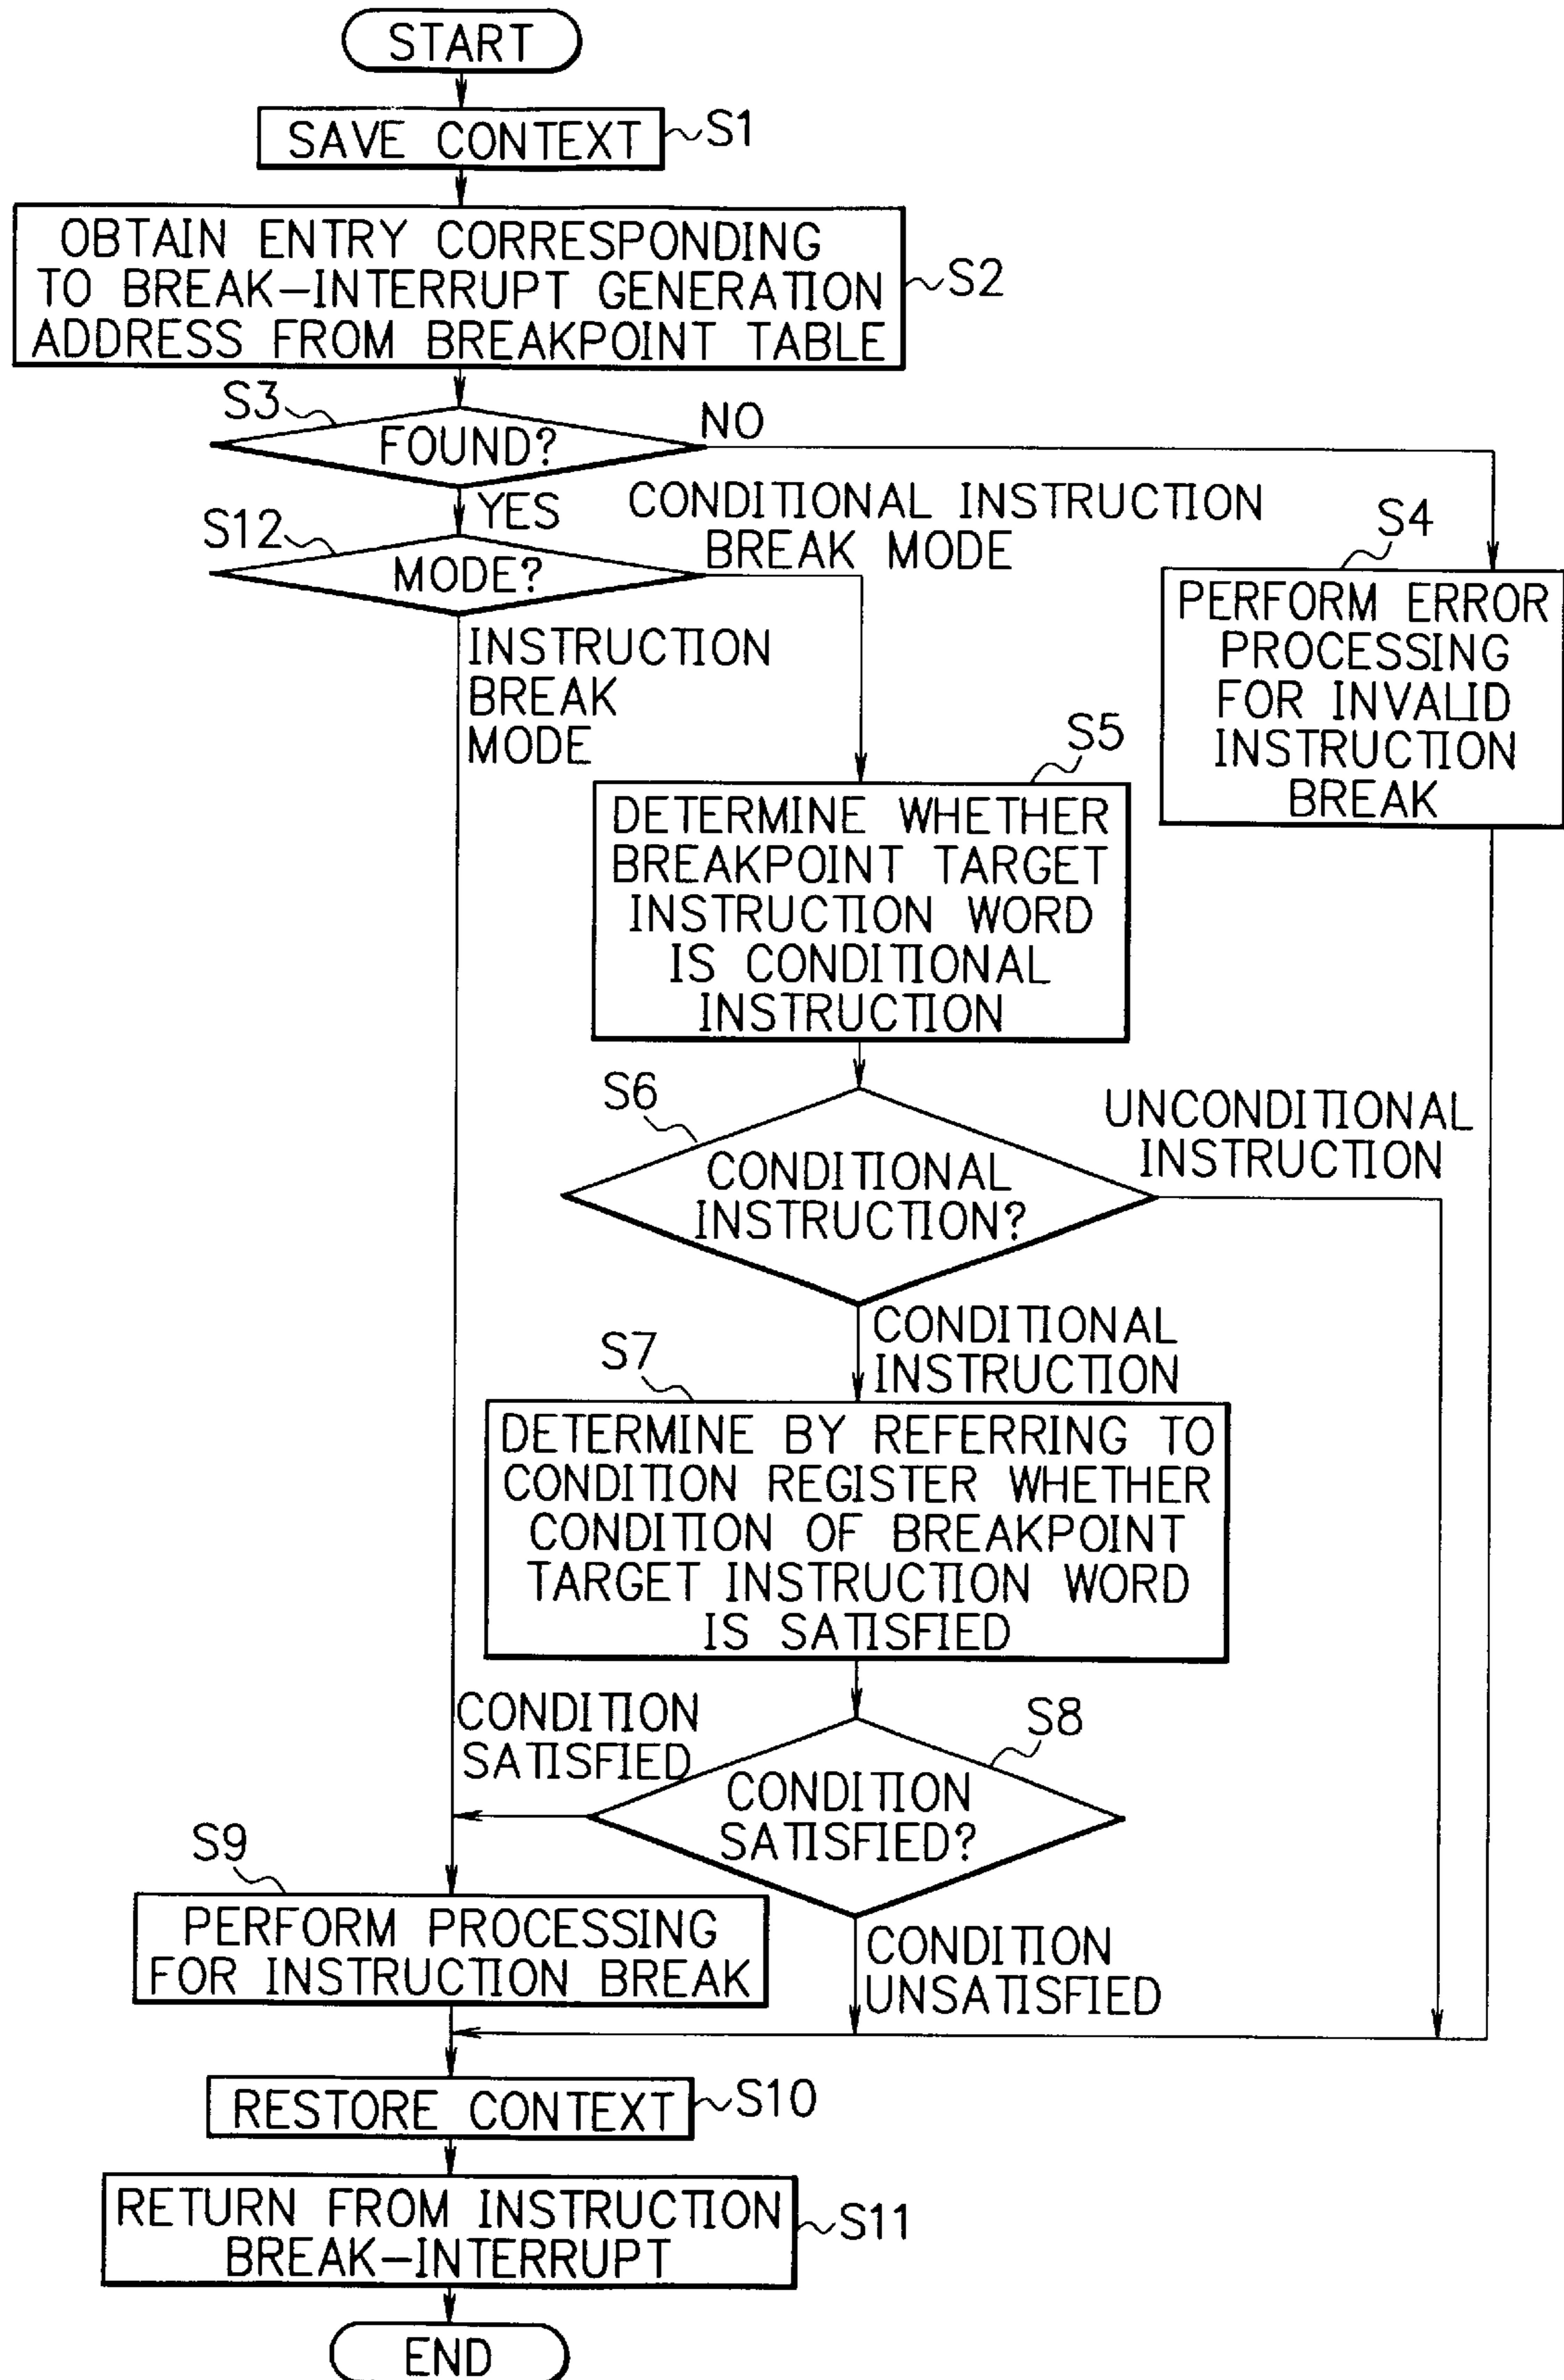 START
SAVE CONTEXT
S1
OBTAIN ENTRY CORRESPONDING
TO BREAK-INTERRUPT GENERATION
ADDRESS FROM BREAKPOINT TABLE
S2
S3
FOUND?
NO
YES
S12
MODE?
CONDITIONAL INSTRUCTION
BREAK MODE
INSTRUCTION
BREAK
MODE
S4
PERFORM ERROR
PROCESSING
FOR INVALID
INSTRUCTION
BREAK
S5
DETERMINE WHETHER
BREAKPOINT TARGET
INSTRUCTION WORD
IS CONDITIONAL
INSTRUCTION
S6
CONDITIONAL
INSTRUCTION?
UNCONDITIONAL
INSTRUCTION
CONDITIONAL
INSTRUCTION
S7
DETERMINE BY REFERRING TO
CONDITION REGISTER WHETHER
CONDITION OF BREAKPOINT
TARGET INSTRUCTION WORD
IS SATISFIED
CONDITION
SATISFIED
S8
CONDITION
SATISFIED?
S9
PERFORM PROCESSING
FOR INSTRUCTION BREAK
CONDITION
UNSATISFIED
RESTORE CONTEXT
S10
RETURN FROM INSTRUCTION
BREAK-INTERRUPT
S11
END